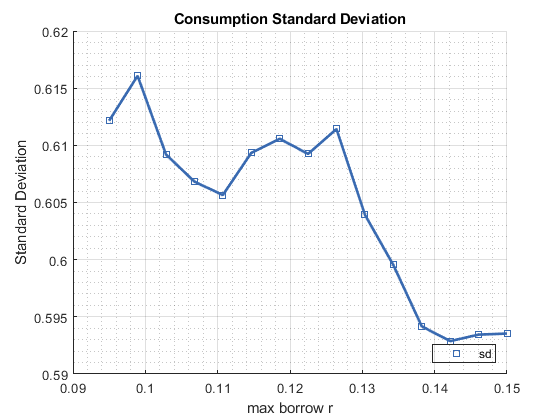 Consumption Standard Deviation
0.62
0.615
0.61
0.605
0.6
0.595
0.59
Standard Deviation
sd
0.09 0.1 0.11 0.12 0.13 0.14 0.15
max borrow r